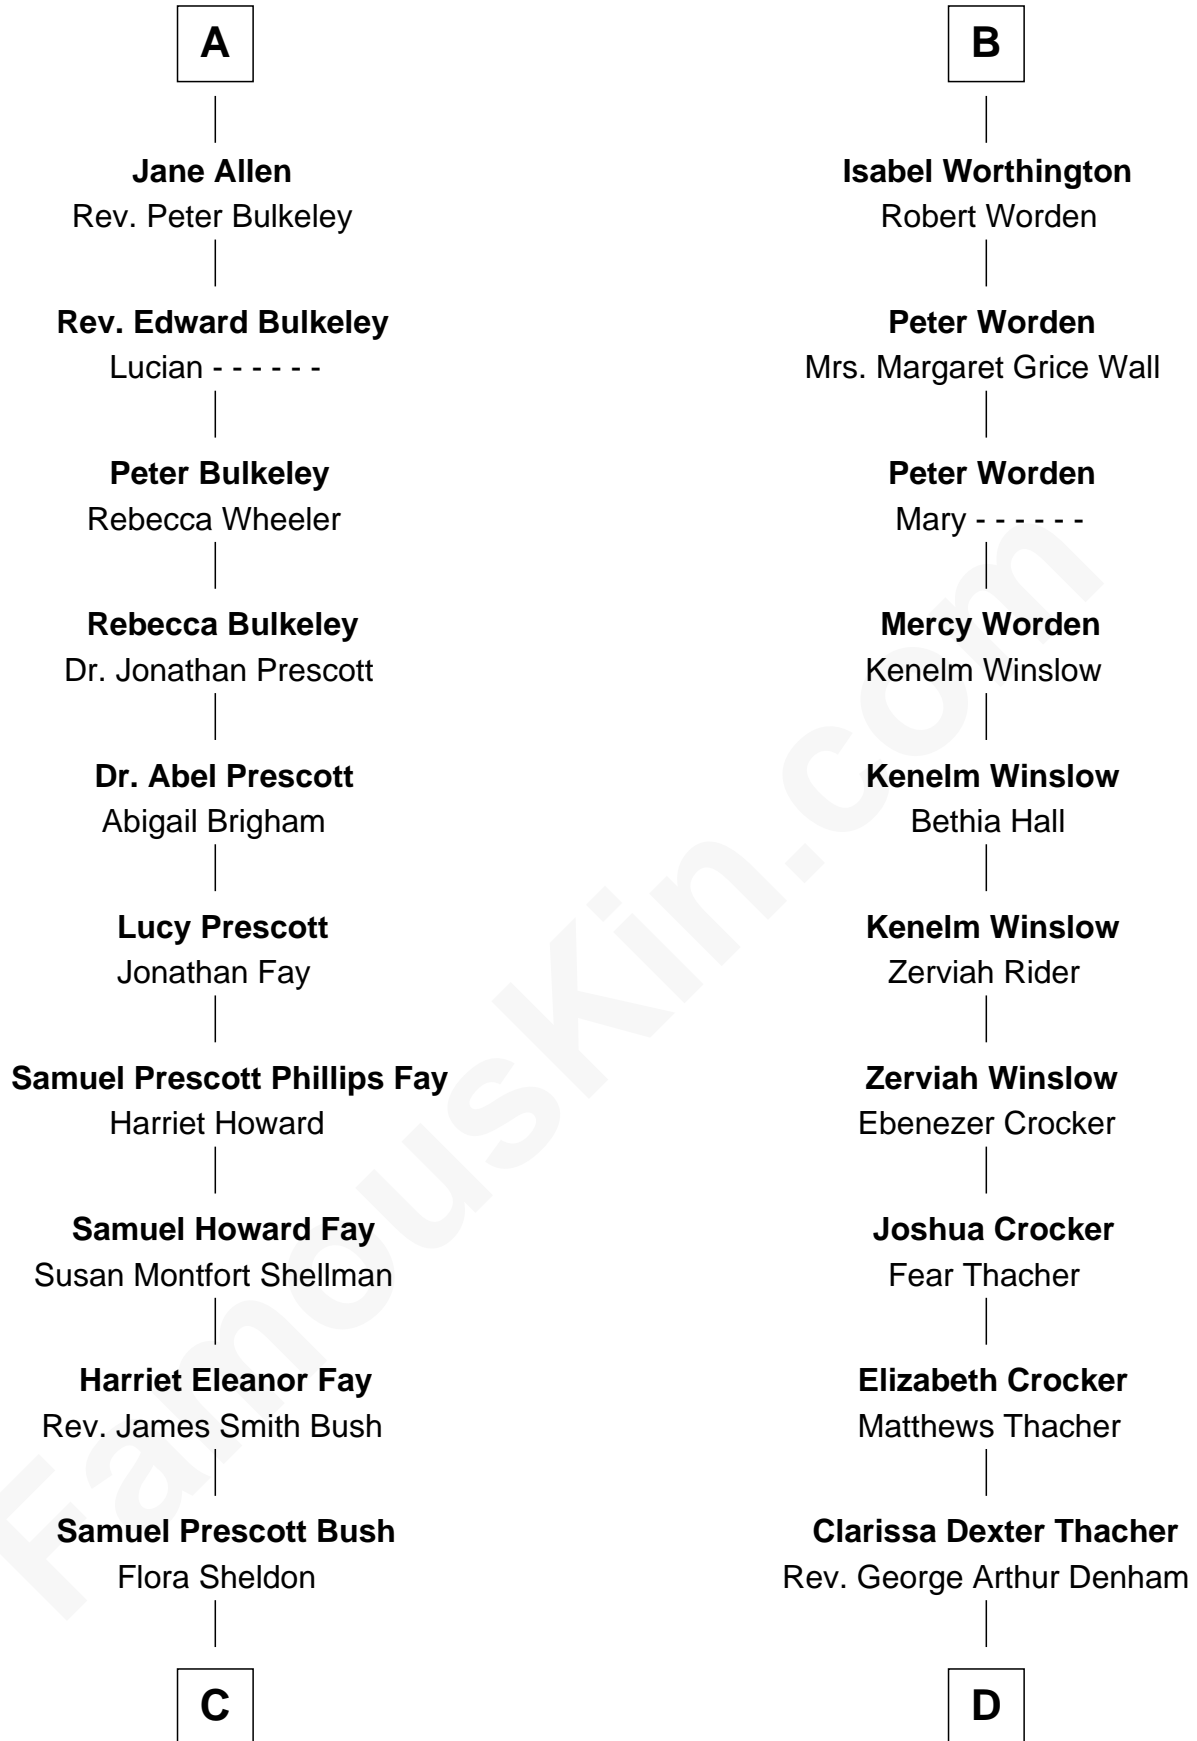 A
Jane Allen
Rev. Peter Bulkeley
Rev. Edward Bulkeley
Lucian - - - - - -
Peter Bulkeley
Rebecca Wheeler
Rebecca Bulkeley
Dr. Jonathan Prescott
Dr. Abel Prescott
Abigail Brigham
Lucy Prescott
Jonathan Fay
Samuel Prescott Phillips Fay
Harriet Howard
Samuel Howard Fay
Susan Montfort Shellman
Harriet Eleanor Fay
Rev. James Smith Bush
Samuel Prescott Bush
Flora Sheldon
C
B
Isabel Worthington
Robert Worden
Peter Worden
Mrs. Margaret Grice Wall
Peter Worden
Mary - - - - - -
Mercy Worden
Kenelm Winslow
Kenelm Winslow
Bethia Hall
Kenelm Winslow
Zerviah Rider
Zerviah Winslow
Ebenezer Crocker
Joshua Crocker
Fear Thacher
Elizabeth Crocker
Matthews Thacher
Clarissa Dexter Thacher
Rev. George Arthur Denham
D
FamousKin.com